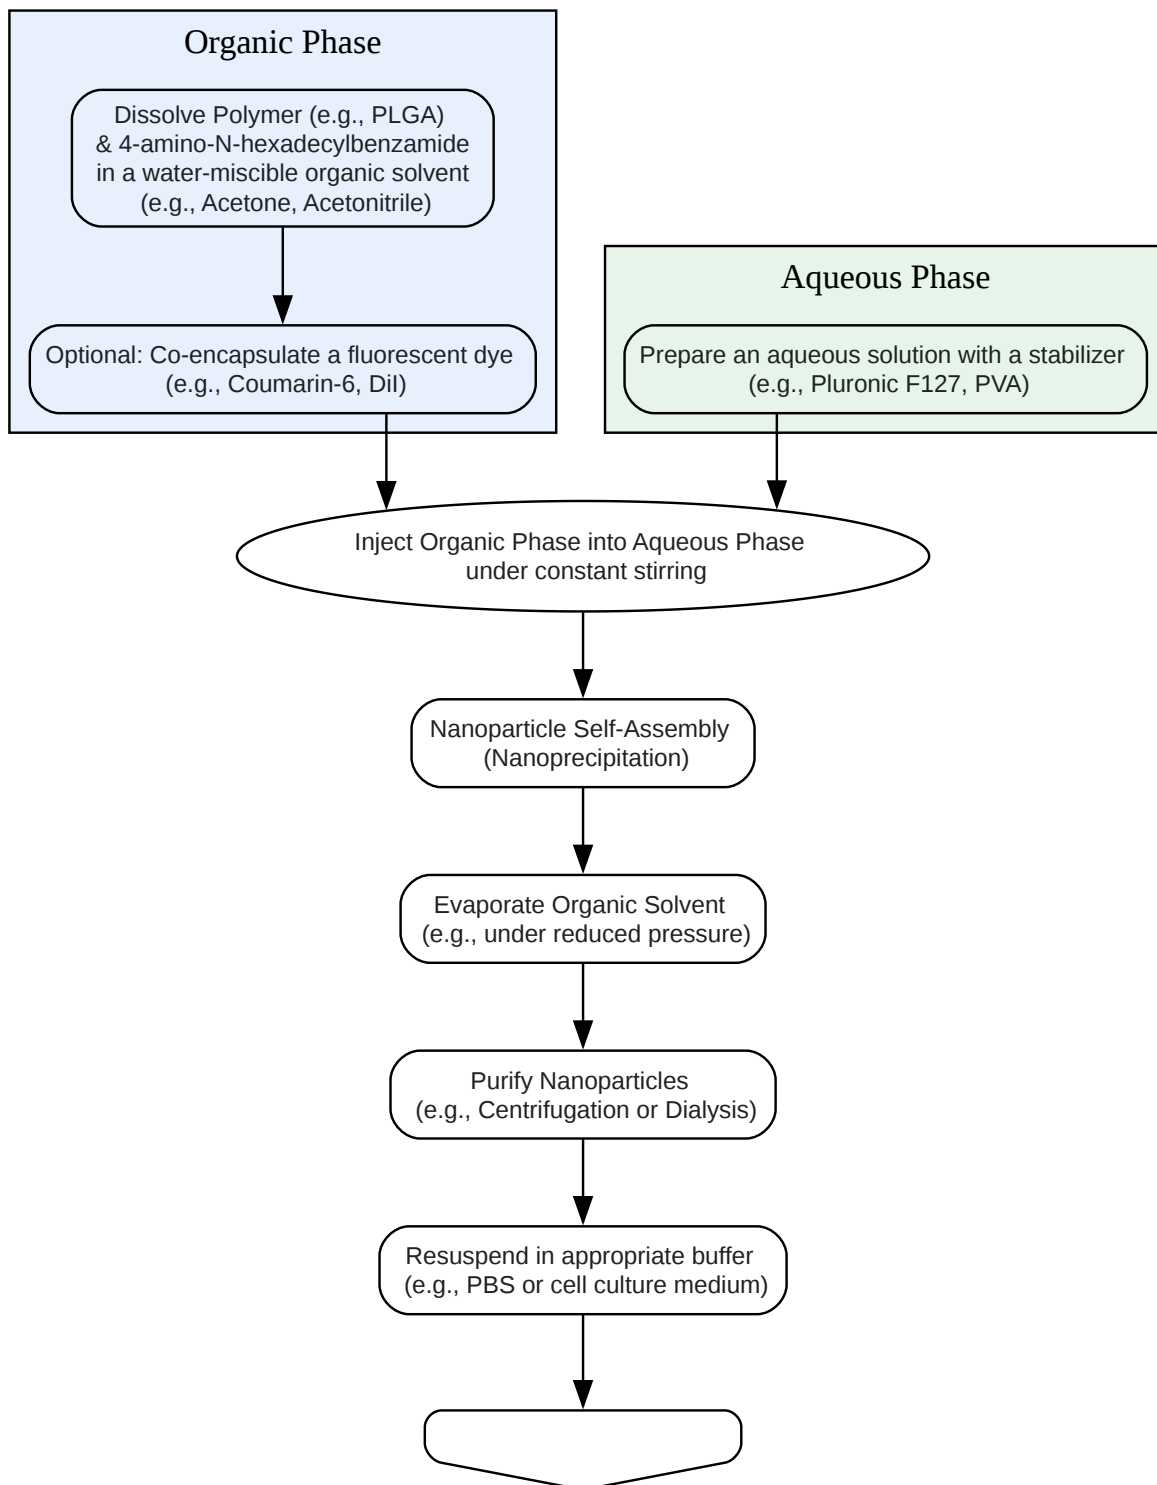 Organic Phase
Dissolve Polymer (e.g., PLGA)
& 4-amino-N-hexadecylbenzamide
in a water-miscible organic solvent
(e.g., Acetone, Acetonitrile)
Optional: Co-encapsulate a fluorescent dye
(e.g., Coumarin-6, DiI)
Aqueous Phase
Prepare an aqueous solution with a stabilizer
(e.g., Pluronic F127, PVA)
Inject Organic Phase into Aqueous Phase
under constant stirring
Nanoparticle Self-Assembly
(Nanoprecipitation)
Evaporate Organic Solvent
(e.g., under reduced pressure)
Purify Nanoparticles
(e.g., Centrifugation or Dialysis)
Resuspend in appropriate buffer
(e.g., PBS or cell culture medium)